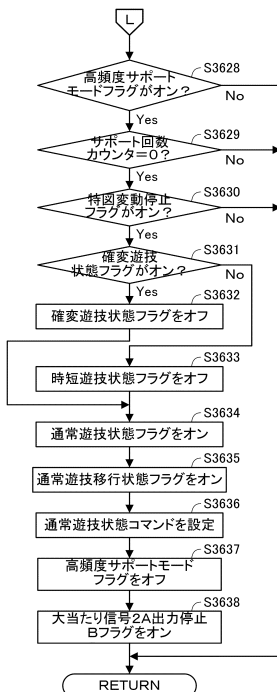 L
S3628
高頻度サポート
モードフラグがオン？
No
Yes
S3629
サポート回数
カウンタ＝０？
No
Yes
S3630
特図変動停止
フラグがオン？
No
Yes
S3631
確変遊技
状態フラグがオン？
No
Yes
S3632
確変遊技状態フラグをオフ
S3633
時短遊技状態フラグをオフ
S3634
通常遊技状態フラグをオン
S3635
通常遊技移行状態フラグをオン
S3636
通常遊技状態コマンドを設定
S3637
高頻度サポートモード
フラグをオフ
S3638
大当たり信号2A出力停止
Bフラグをオン
RETURN